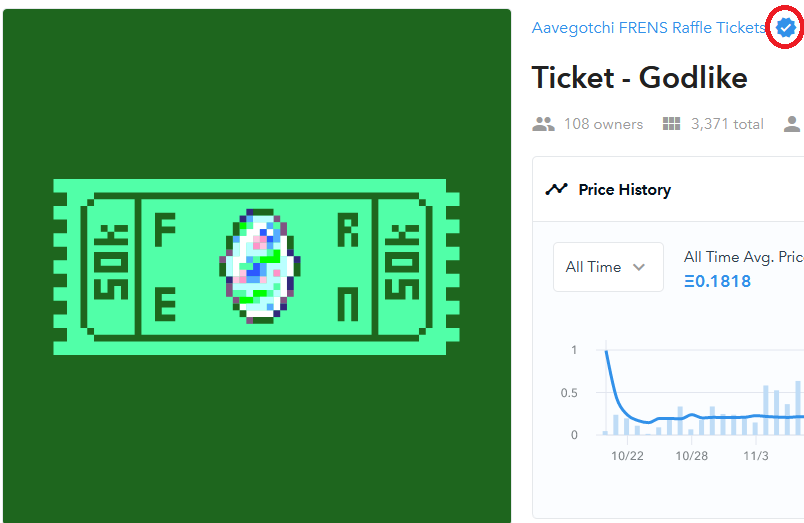 50K
F R
E N
50K
Aavegotchi FRENS Raffle Tickets
Ticket - Godlike
108 owners 3,371 total
Price History
All Time
All Time Avg. Pric
Ξ0.1818
1
0.5
0
10/22 10/28 11/3